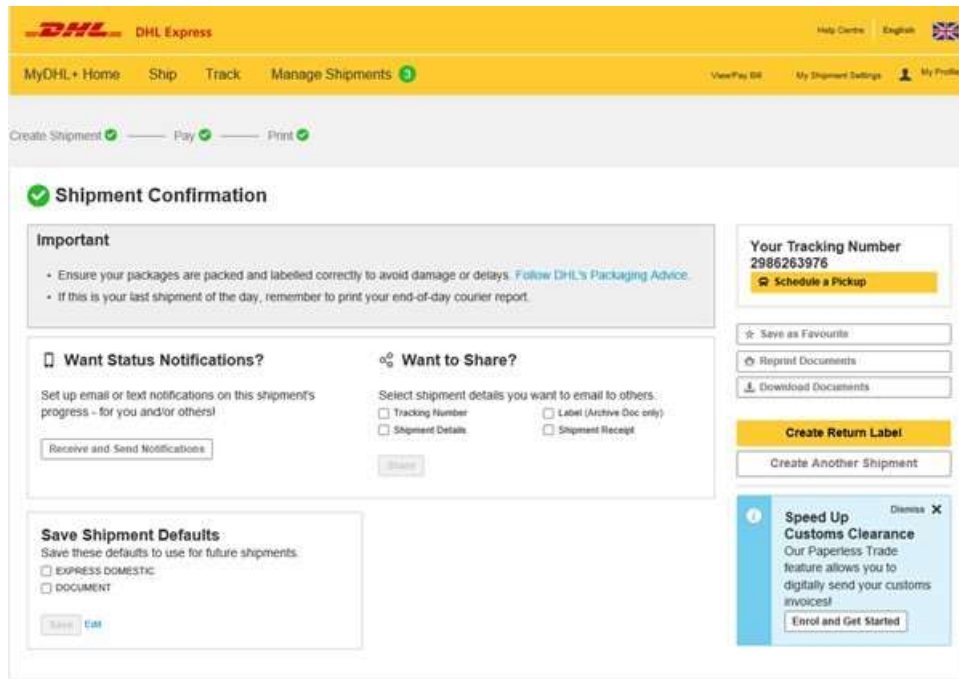 DHL DHL Express
Help Centre English
MyDHL+ Home Ship Track Manage Shipments 3
View/Pay Bill My Shipment Settings My Profile
Create Shipment Pay Print
Shipment Confirmation
Important
• Ensure your packages are packed and labelled correctly to avoid damage or delays. Follow DHL's Packaging Advice.
• If this is your last shipment of the day, remember to print your end-of-day courier report.
Your Tracking Number
2986263976
Schedule a Pickup
Save as Favourite
Reprint Documents
Download Documents
Create Return Label
Create Another Shipment
Want Status Notifications?
Set up email or text notifications on this shipment's
progress - for you and/or others!
Receive and Send Notifications
Want to Share?
Select shipment details you want to email to others.
Tracking Number
Label (Archive Doc only)
Shipment Details
Shipment Receipt
Share
Save Shipment Defaults
Save these defaults to use for future shipments.
EXPRESS DOMESTIC
DOCUMENT
Save Edit
Dismiss X
Speed Up
Customs Clearance
Our Paperless Trade
feature allows you to
digitally send your customs
invoices!
Enrol and Get Started